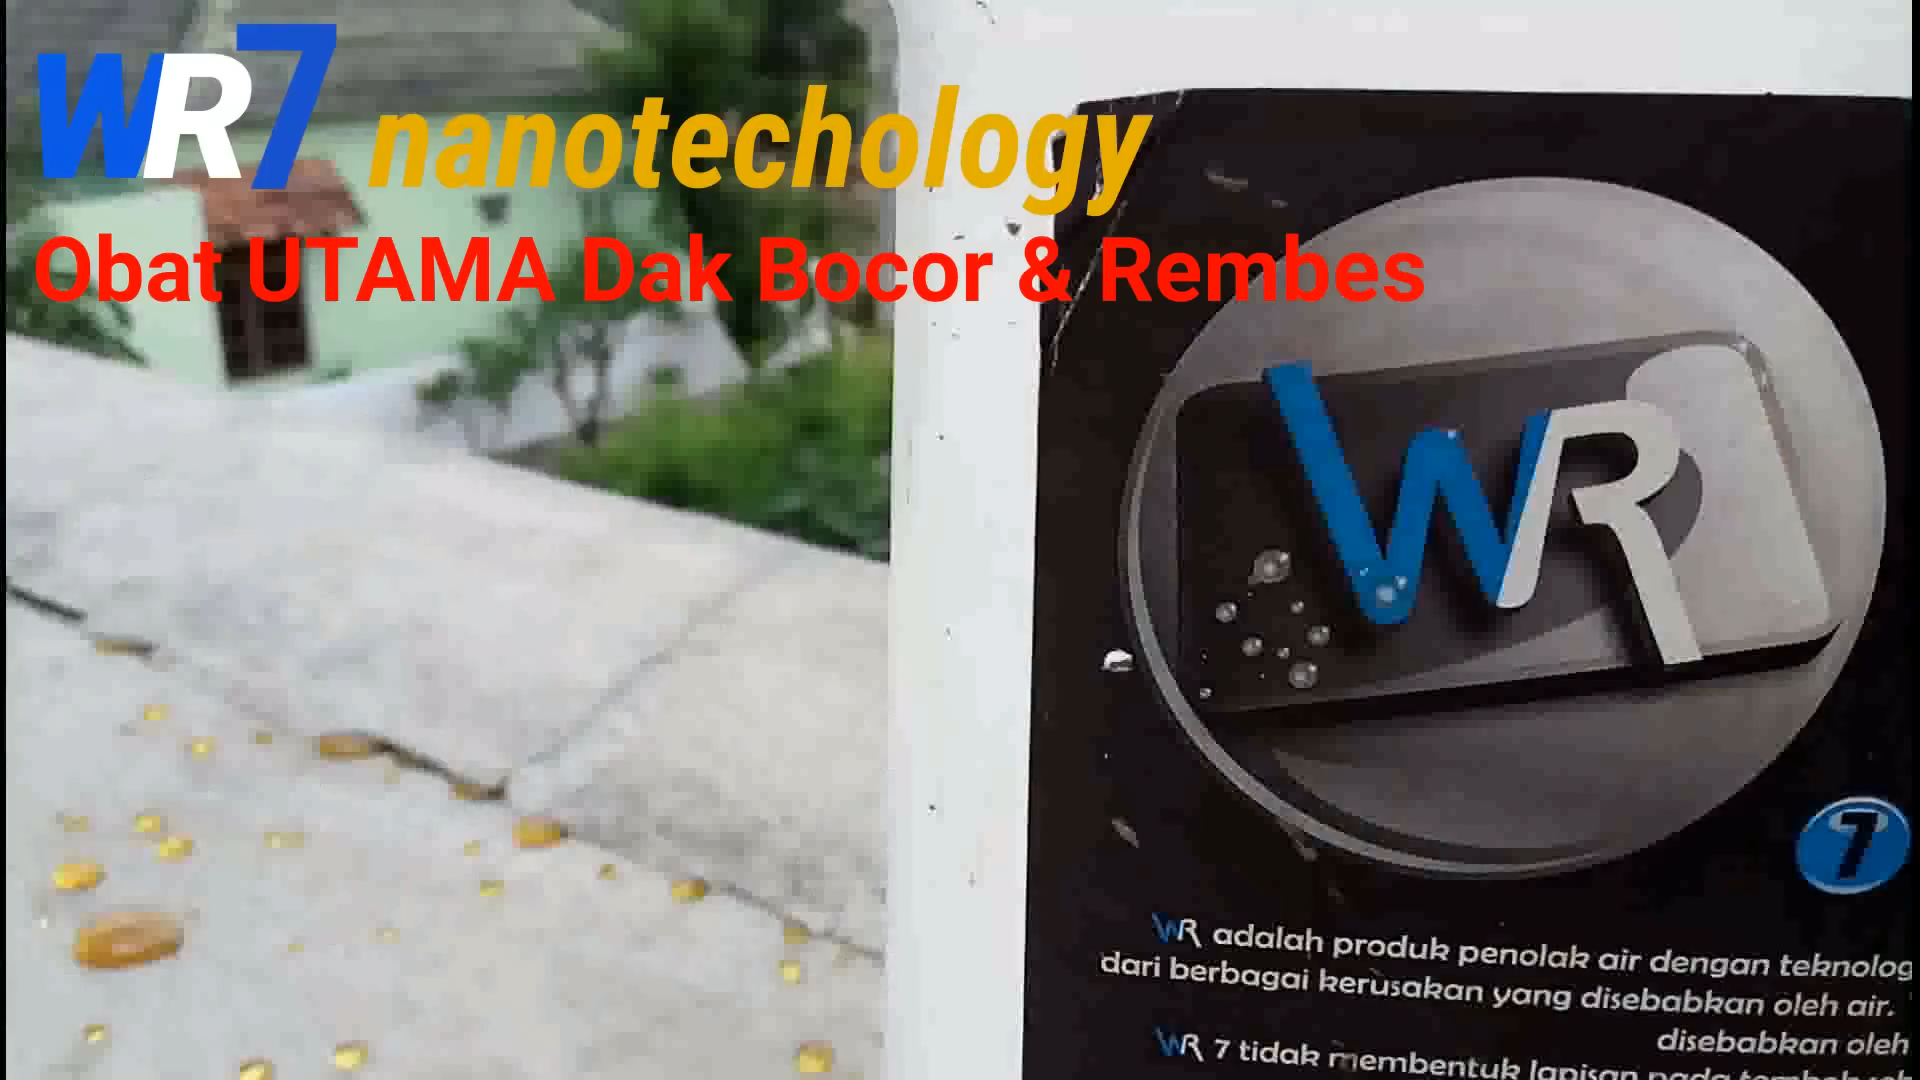 WR7 nanotechology
Obat UTAMA Dak Bocor & Rembes
WR
7
WR adalah produk penolak air dengan teknolog
dari berbagai kerusakan yang disebabkan oleh air.
disebabkan oleh
WR 7 tidak membentuk lapisan pada